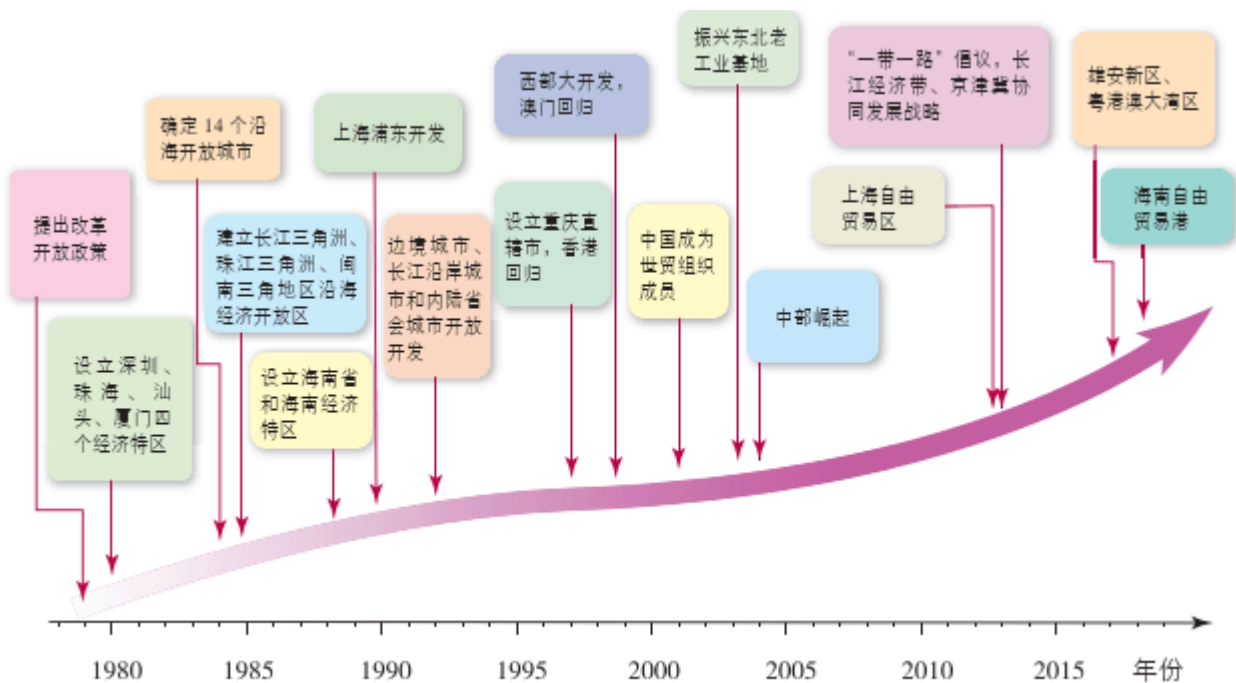 提出改革
开放政策
设立深圳、
珠海、汕
头、厦门四
个经济特区
确定 14 个沿
海开放城市
建立长江三角洲、
珠江三角洲、闽
南三角地区沿海
经济开放区
设立海南省
和海南经济
特区
上海浦东开发
边境城市、
长江沿岸城
市和内陆省
会城市开放
开发
设立重庆直
辖市，香港
回归
西部大开发，
澳门回归
中国成为
世贸组织
成员
振兴东北老
工业基地
中部崛起
上海自由
贸易区
“一带一路”倡议，长
江经济带、京津冀协
同发展战略
雄安新区、
粤港澳大湾区
海南自由
贸易港
1980 1985 1990 1995 2000 2005 2010 2015 年份